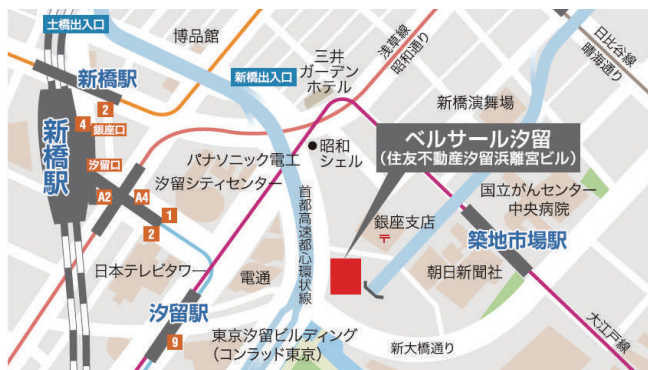 土橋出入口
博品館
浅草線
昭和通り
日比谷線
晴海通り
新橋駅
2
新橋出入口
三井
ガーデン
ホテル
新橋演舞場
4
銀座口
新橋駅
汐留口
パナソニック電工
汐留シティセンター
昭和
シェル
ベルサール汐留
(住友不動産汐留浜離宮ビル)
A2
A4
1
2
首都高速都心環状線
国立がんセンター
中央病院
銀座支店
〒
築地市場駅
日本テレビタワー
電通
朝日新聞社
汐留駅
9
東京汐留ビルディング
(コンラッド東京)
新大橋通り
大江戸線